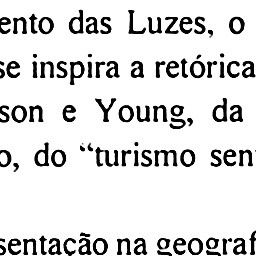 ento das Luzes, o
se inspira a retórica
son e Young, da
o, do “turismo sen
sentação na geograf